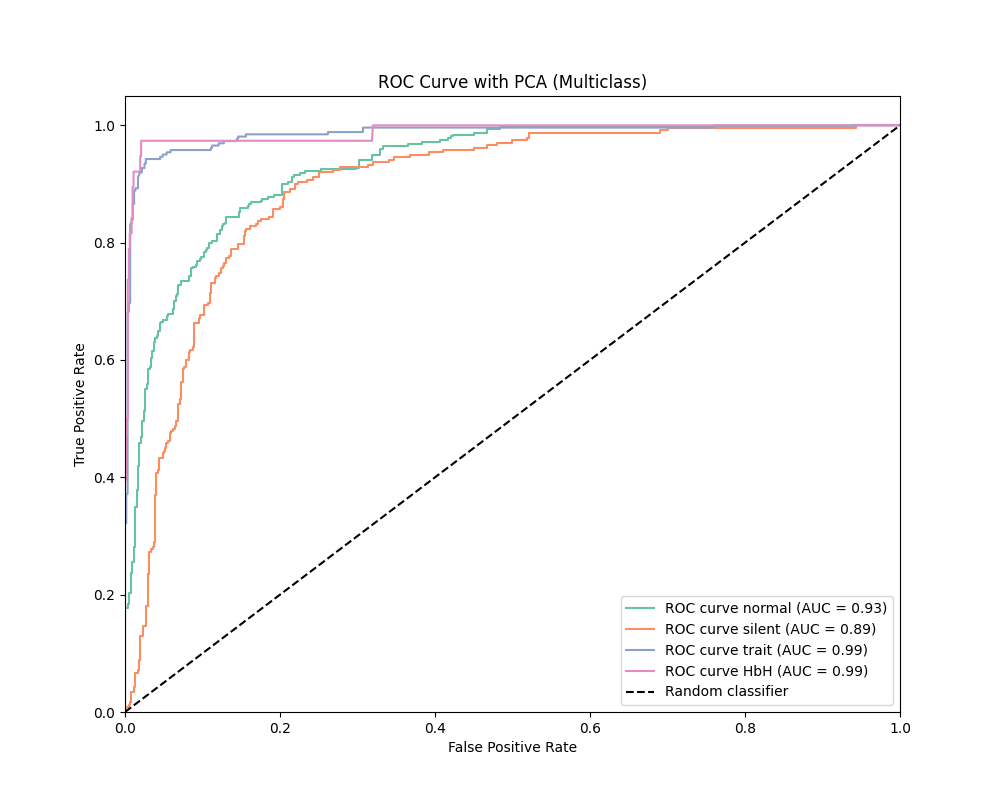 ROC Curve with PCA (Multiclass)
True Positive Rate
1.0
0.8
0.6
0.4
0.2
0.0
0.0 0.2 0.4 0.6 0.8 1.0
False Positive Rate
ROC curve normal (AUC = 0.93)
ROC curve silent (AUC = 0.89)
ROC curve trait (AUC = 0.99)
ROC curve HbH (AUC = 0.99)
Random classifier